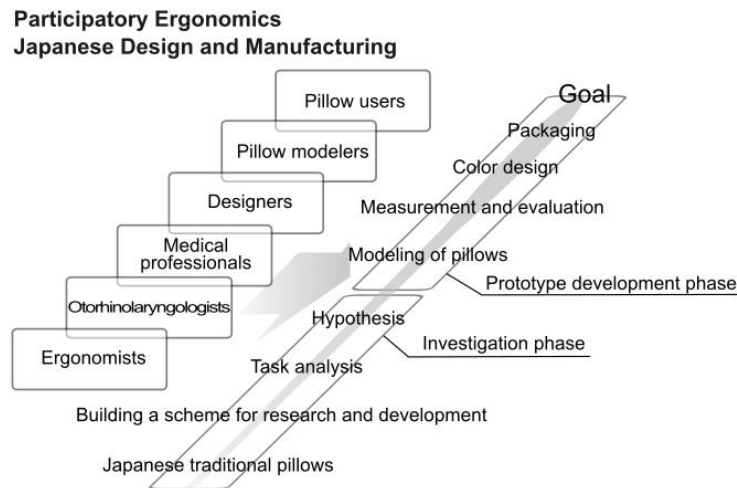 Participatory Ergonomics
Japanese Design and Manufacturing
Pillow users
Pillow modelers
Designers
Medical
professionals
Otorhinolaryngologists
Ergonomists
Goal
Packaging
Color design
Measurement and evaluation
Modeling of pillows
Prototype development phase
Hypothesis
Investigation phase
Task analysis
Building a scheme for research and development
Japanese traditional pillows